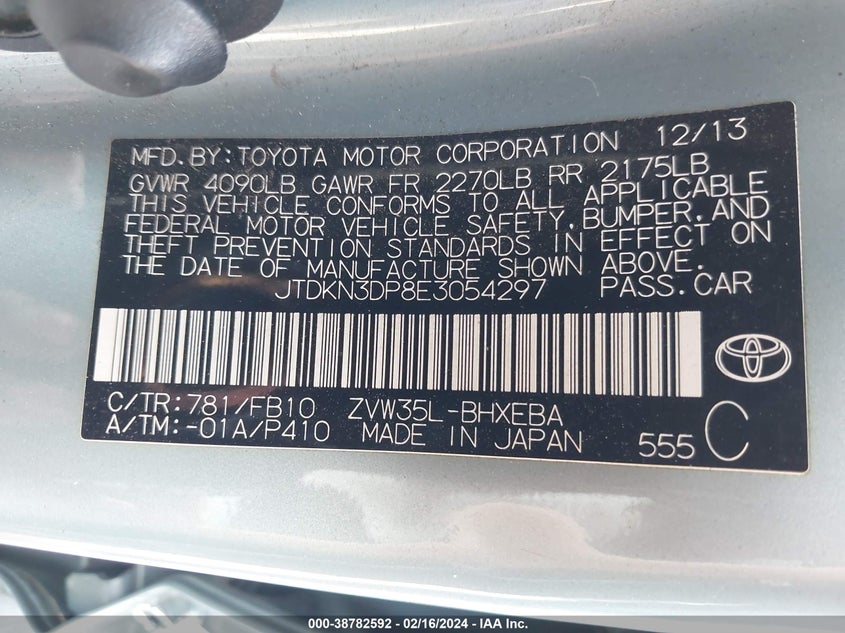 MFD.BY:TOYOTA MOTOR CORPORATION 12/13
GVWR 4090LB GAWR FR 2270LB RR 2175LB
THIS VEHICLE CONFORMS TO ALL APPLICABLE
FEDERAL MOTOR VEHICLE SAFETY,BUMPER,AND
THEFT PREVENTION STANDARDS IN EFFECT ON
THE DATE OF MANUFACTURE SHOWN ABOVE.
JTDKN3DP8E3054297 PASS.CAR
C/TR:781/FB10 ZVW35L-BHXEBA
A/TM:-01A/P410 MADE IN JAPAN 555 C
000-38782592 - 02/16/2024 - IAA Inc.